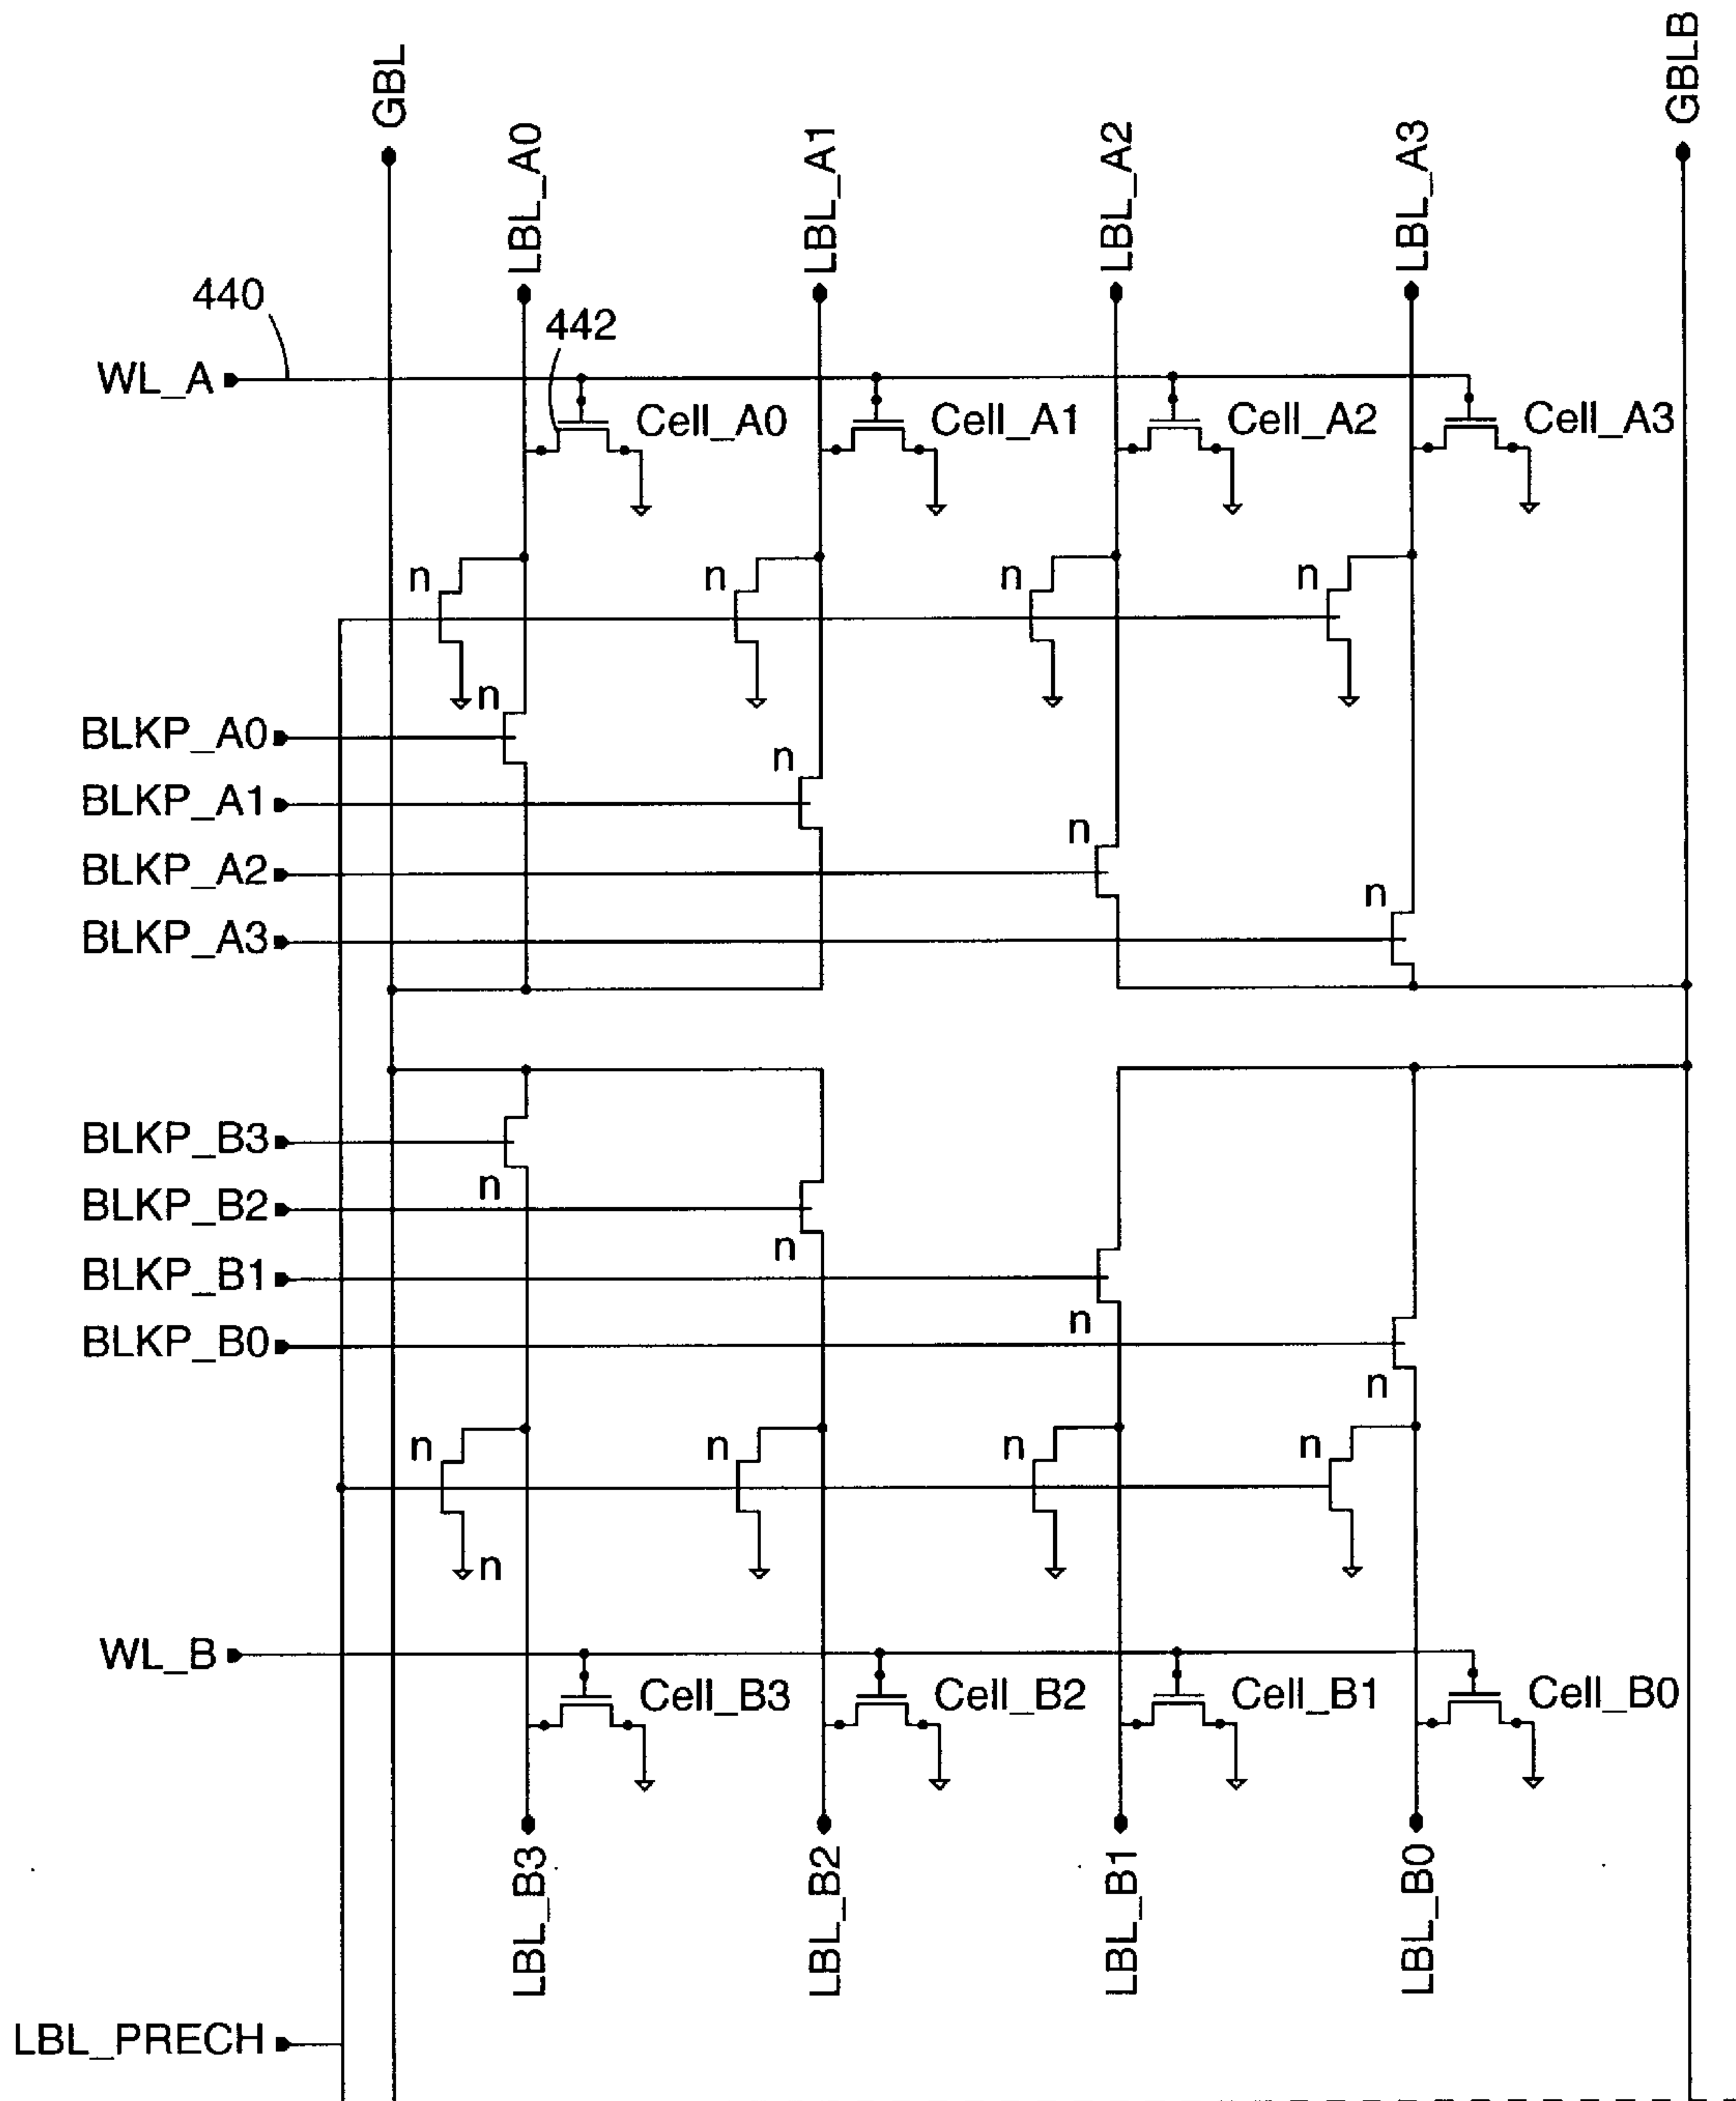 GBL
GBLB
LBL_A0
LBL_A1
LBL_A2
LBL_A3
440
442
WL_A
Cell_A0
Cell_A1
Cell_A2
Cell_A3
n
n
n
n
n
BLKP_A0
n
BLKP_A1
n
BLKP_A2
n
BLKP_A3
BLKP_B3
n
BLKP_B2
n
BLKP_B1
n
BLKP_B0
n
n
n
n
n
n
WL_B
Cell_B3
Cell_B2
Cell_B1
Cell_B0
LBL_B3
LBL_B2
LBL_B1
LBL_B0
LBL_PRECH